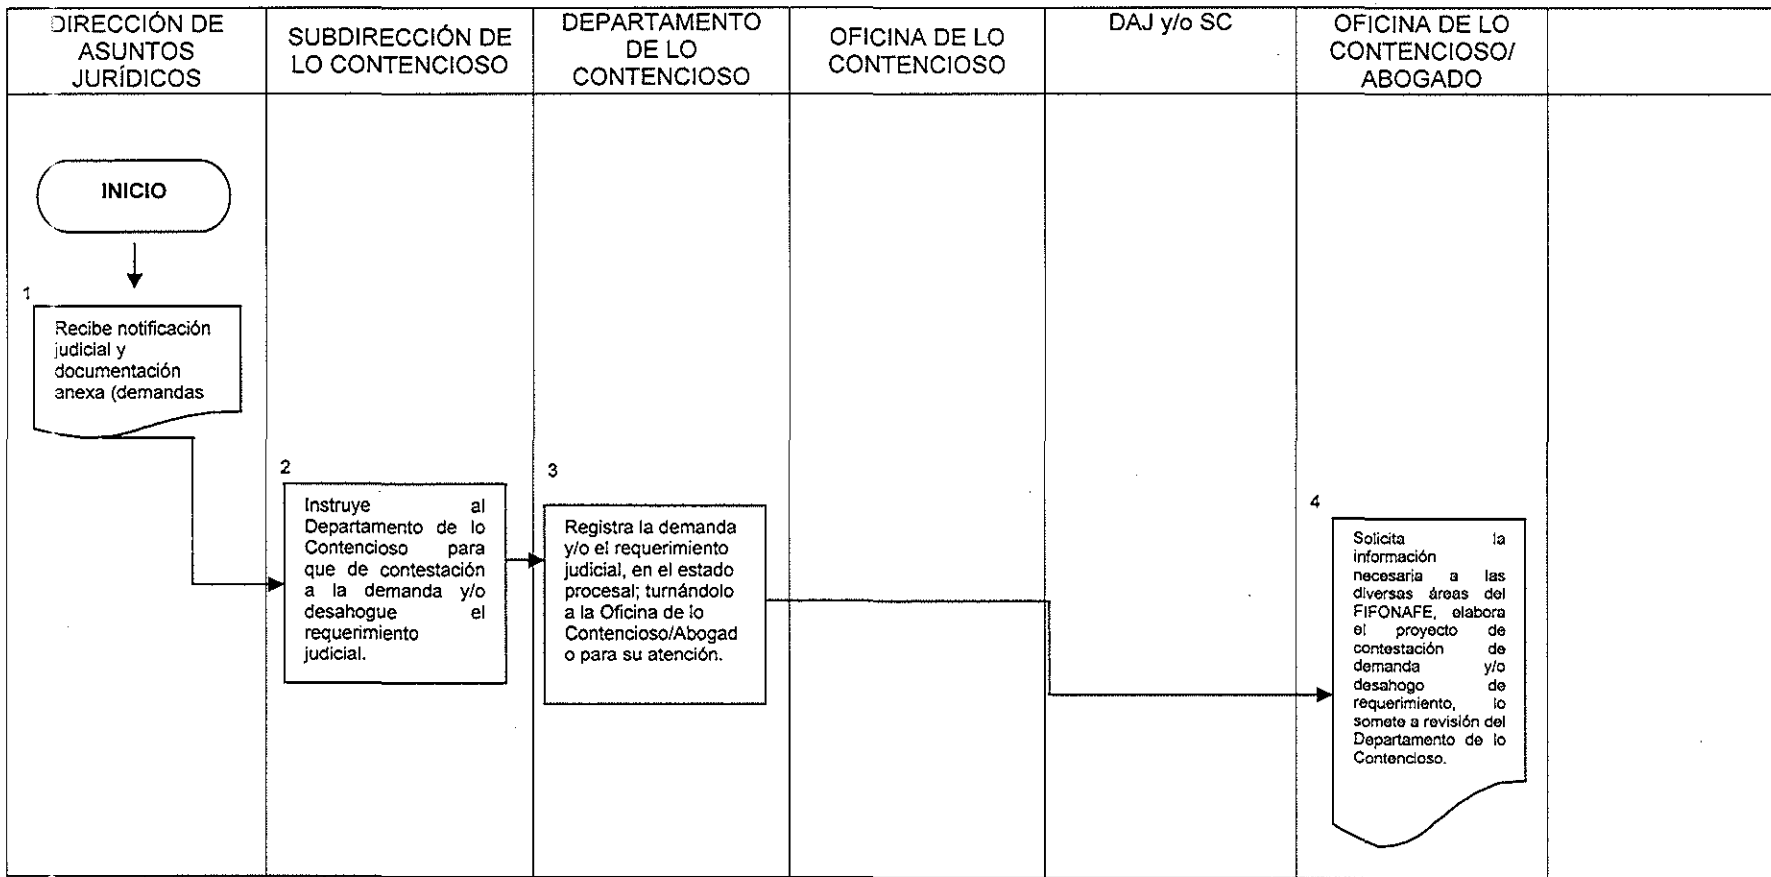 DIRECCIÓN DE
ASUNTOS
JURÍDICOS
SUBDIRECCIÓN DE
LO CONTENCIOSO
DEPARTAMENTO
DE LO
CONTENCIOSO
OFICINA DE LO
CONTENCIOSO
DAJ y/o SC
OFICINA DE LO
CONTENCIOSO/
ABOGADO
INICIO
1
Recibe notificación
judicial y
documentación
anexa (demandas
2
Instruye al
Departamento de lo
Contencioso para
que de contestación
a la demanda y/o
desahogue el
requerimiento
judicial.
3
Registra la demanda
y/o el requerimiento
judicial, en el estado
procesal; turnándolo
a la Oficina de lo
Contencioso/Abogad
o para su atención.
4
Solicita la
información
necesaria a las
diversas áreas del
FIFONAFE, elabora
el proyecto de
contestación de
demanda y/o
desahogo de
requerimiento, lo
somete a revisión del
Departamento de lo
Contencioso.